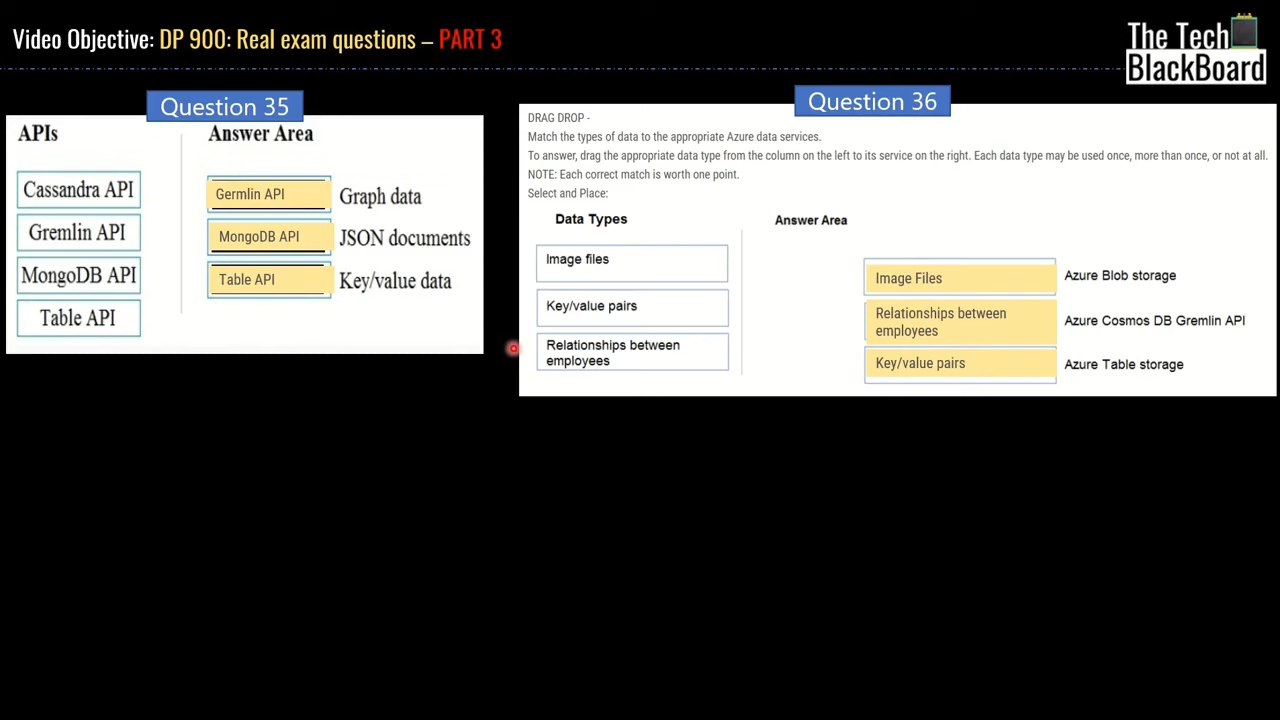 Video Objective: DP 900: Real exam questions – PART 3
The Tech
BlackBoard
Question 35
APIs
Answer Area
Cassandra API
Gremlin API
MongoDB API
Table API
Germlin API
Graph data
MongoDB API
JSON documents
Table API
Key/value data
Question 36
DRAG DROP -
Match the types of data to the appropriate Azure data services.
To answer, drag the appropriate data type from the column on the left to its service on the right. Each data type may be used once, more than once, or not at all.
NOTE: Each correct match is worth one point.
Select and Place:
Data Types
Answer Area
Image files
Key/value pairs
Relationships between
employees
Image Files
Azure Blob storage
Relationships between
employees
Azure Cosmos DB Gremlin API
Key/value pairs
Azure Table storage